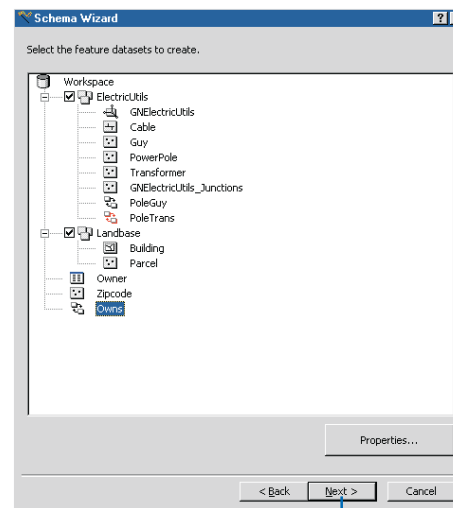 Schema Wizard
Select the feature datasets to create.
Workspace
ElectricUtils
GNElectricUtils
Cable
Guy
PowerPole
Transformer
GNElectricUtils_Junctions
PoleGuy
PoleTrans
Landbase
Building
Parcel
Owner
Zipcode
Owns
Properties...
< Back Next > Cancel